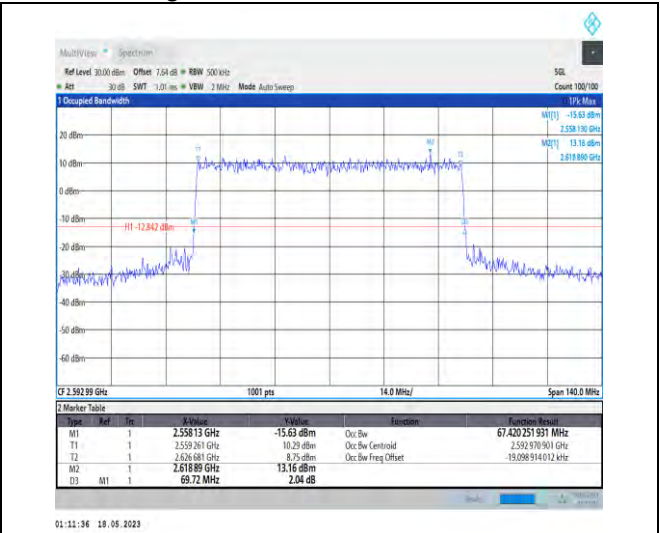 MultiView Spectrum
Ref Level 30.00 dBm Offset 7.64 dB RBW 500 kHz SGL
Att 30 dB SWT 1.01 ms VBW 2 MHz Mode Auto Sweep Count 100/100
1 Occupied Bandwidth 1Pk Max
M1[1] -15.63 dBm
2.558 130 GHz
M2[1] 13.16 dBm
2.618 890 GHz
20 dBm
10 dBm
0 dBm
-10 dBm
H1 -12.842 dBm
-20 dBm
-30 dBm
-40 dBm
-50 dBm
-60 dBm
M1
M2
CF 2.592 99 GHz 1001 pts 14.0 MHz/ Span 140.0 MHz
2 Marker Table
Type Ref Trc X-Value Y-Value Function Function Result
M1 1 2.558 13 GHz -15.63 dBm Occ Bw 67.420 251 931 MHz
T1 1 2.559 261 GHz 10.29 dBm Occ Bw Centroid 2.592 970 901 GHz
T2 1 2.626 681 GHz 8.75 dBm Occ Bw Freq Offset -19.098 914 012 kHz
M2 1 2.618 89 GHz 13.16 dBm
D3 M1 1 69.72 MHz 2.04 dB
01:11:36 18.05.2023